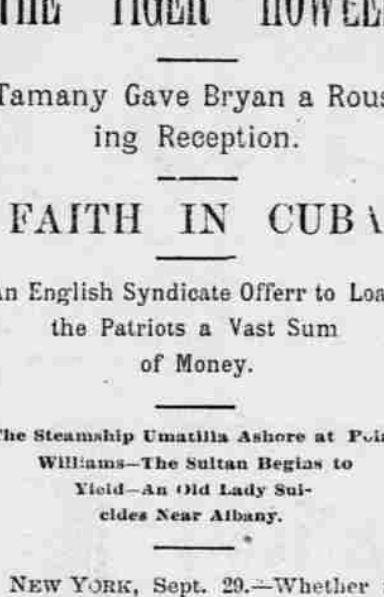 THE TIGER HOWLE
Tamany Gave Bryan a Rous
ing Reception.
FAITH IN CUBA
An English Syndicate Offerr to Loa
the Patriots a Vast Sum
of Money.
The Steamship Umatilla Ashore at Poin
Williams—The Sultan Begins to
Yield—An Old Lady Sui-
cides Near Albany.
NEW YORK, Sept. 29.—Whether